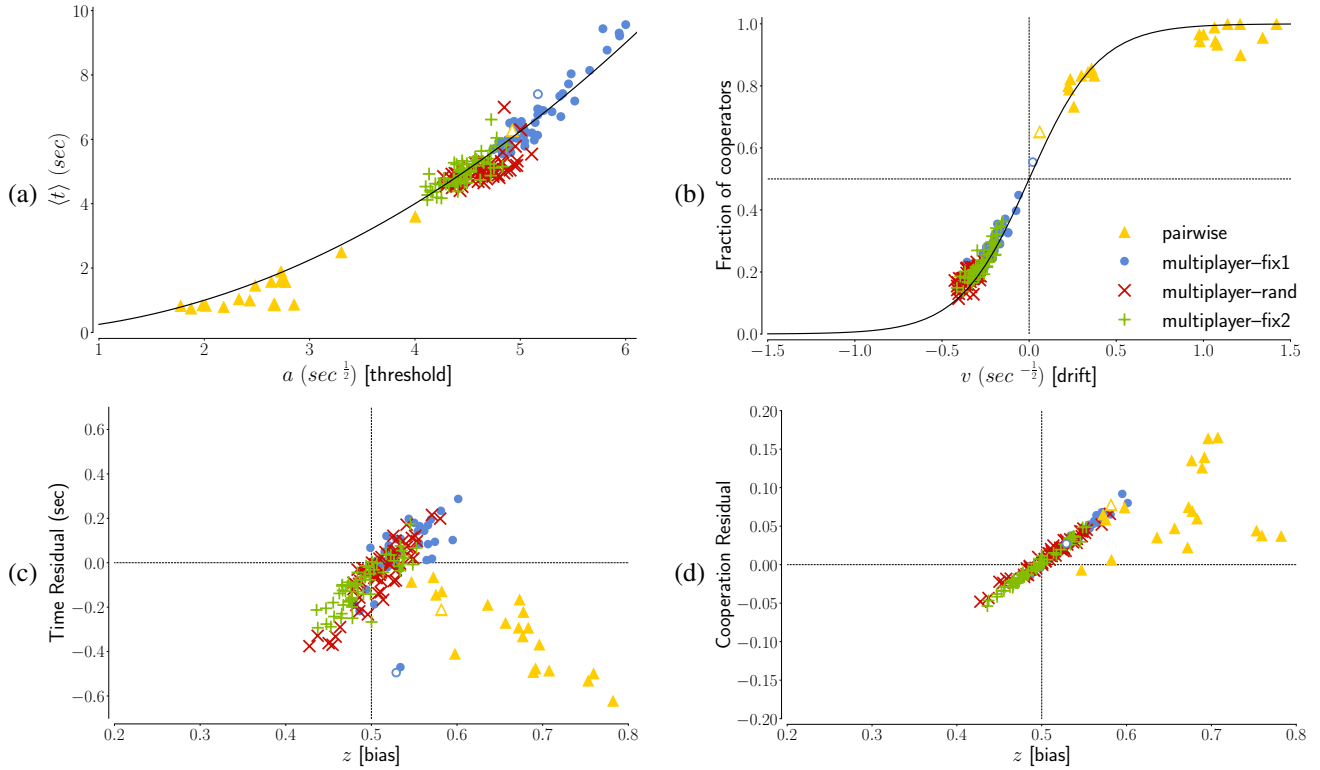 (a)
⟨t⟩ (sec)
10
8
6
4
2
0
1 2 3 4 5 6
a (sec ^{1/2}) [threshold]
(b)
Fraction of cooperators
1.0
0.8
0.6
0.4
0.2
0.0
−1.5 −1.0 −0.5 0.0 0.5 1.0 1.5
v (sec ^{−1/2}) [drift]
pairwise
multiplayer–fix1
multiplayer–rand
multiplayer–fix2
(c)
Time Residual (sec)
0.6
0.4
0.2
0.0
−0.2
−0.4
−0.6
0.2 0.3 0.4 0.5 0.6 0.7 0.8
z [bias]
(d)
Cooperation Residual
0.20
0.15
0.10
0.05
0.00
−0.05
−0.10
−0.15
−0.20
0.2 0.3 0.4 0.5 0.6 0.7 0.8
z [bias]